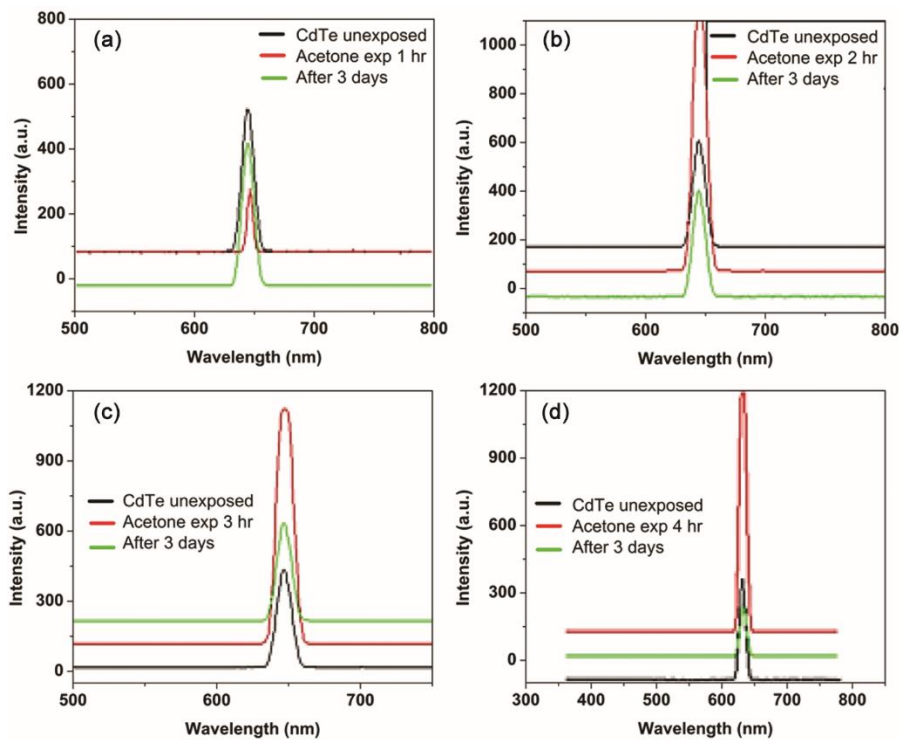 (a)
CdTe unexposed
Acetone exp 1 hr
After 3 days
800
600
400
200
0
Intensity (a.u.)
500 600 700 800
Wavelength (nm)
(b)
CdTe unexposed
Acetone exp 2 hr
After 3 days
1000
800
600
400
200
0
Intensity (a.u.)
500 600 700 800
Wavelength (nm)
(c)
CdTe unexposed
Acetone exp 3 hr
After 3 days
1200
900
600
300
0
Intensity (a.u.)
500 600 700
Wavelength (nm)
(d)
CdTe unexposed
Acetone exp 4 hr
After 3 days
1200
900
600
300
0
Intensity (a.u.)
300 400 500 600 700 800
Wavelength (nm)